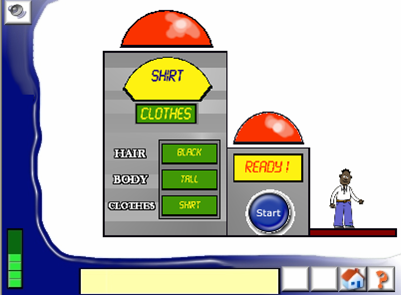 SHIRT
CLOTHES
HAIR BLACK
BODY TALL
CLOTHES SHIRT
READY!
Start
?